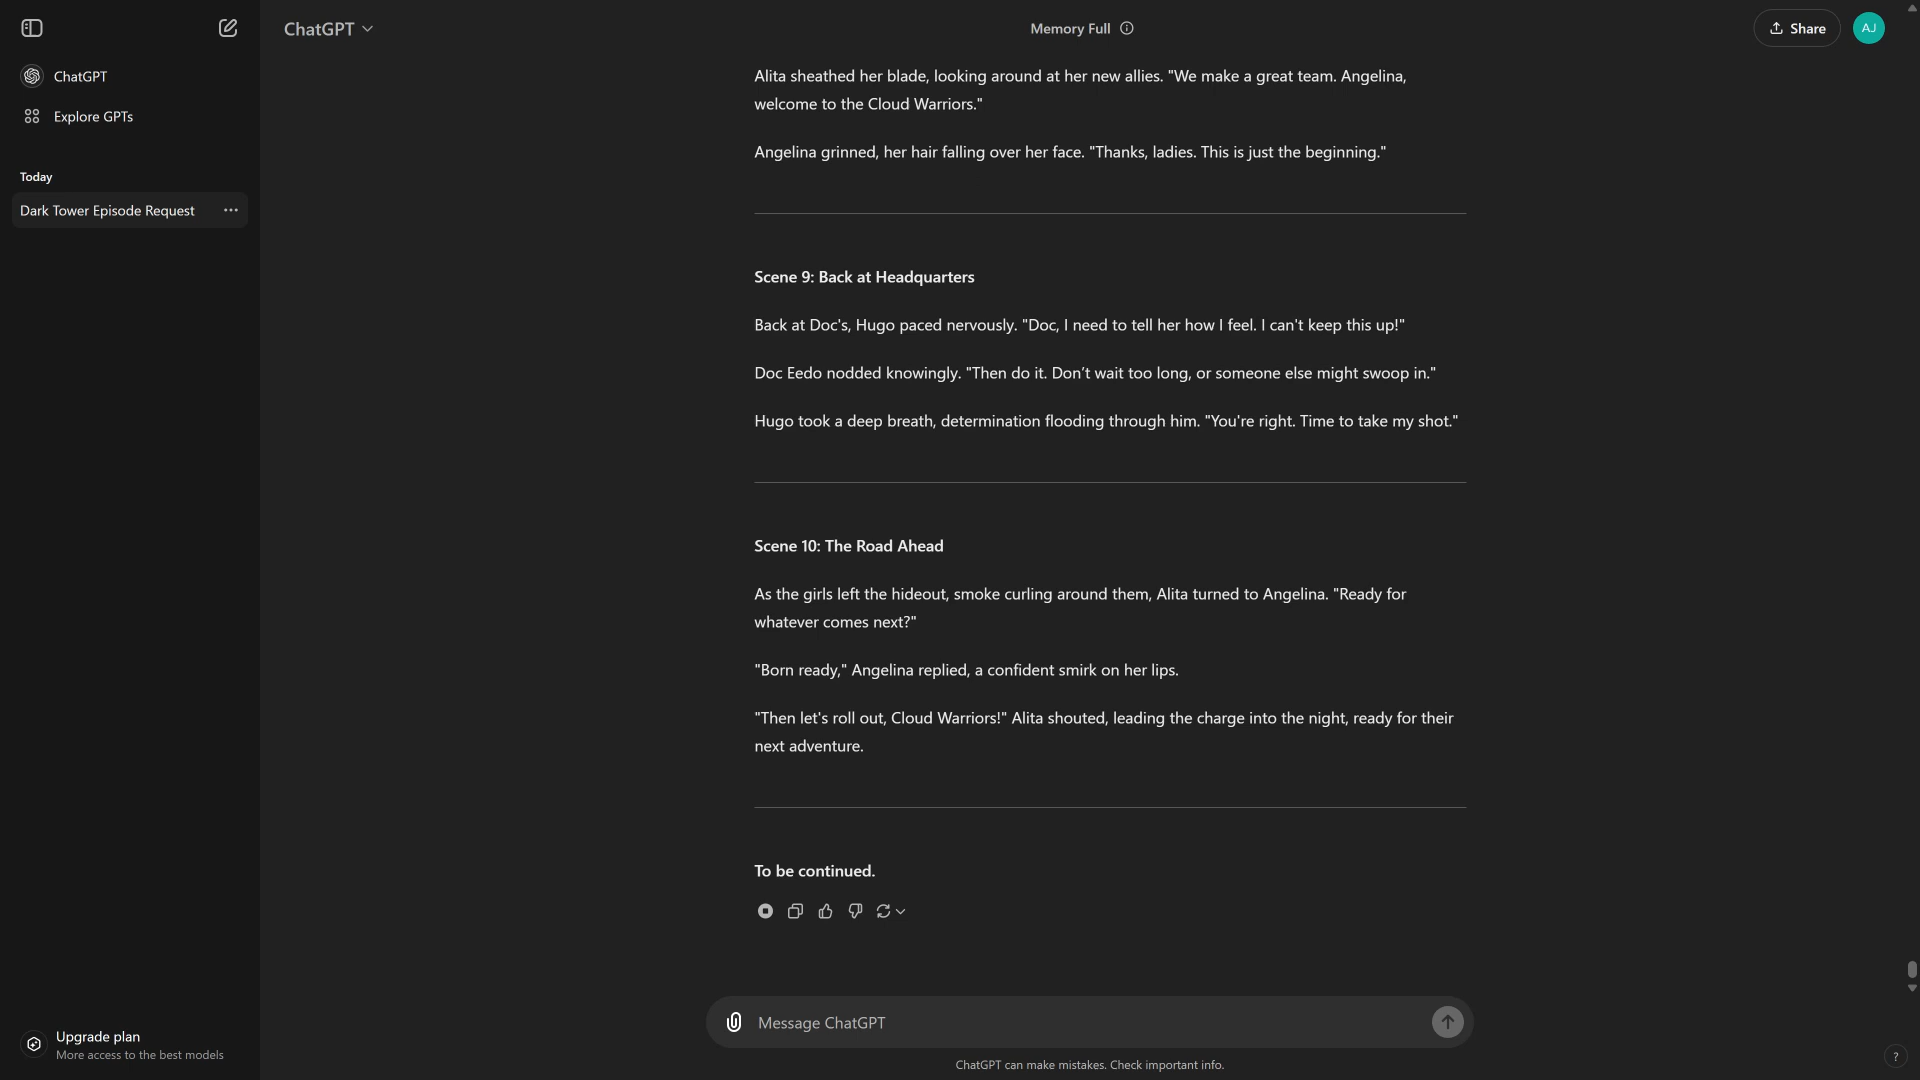 ChatGPT
Memory Full
Share
AJ
ChatGPT
Explore GPTs
Today
Dark Tower Episode Request
Alita sheathed her blade, looking around at her new allies. "We make a great team. Angelina,
welcome to the Cloud Warriors."
Angelina grinned, her hair falling over her face. "Thanks, ladies. This is just the beginning."
Scene 9: Back at Headquarters
Back at Doc's, Hugo paced nervously. "Doc, I need to tell her how I feel. I can't keep this up!"
Doc Eedo nodded knowingly. "Then do it. Don’t wait too long, or someone else might swoop in."
Hugo took a deep breath, determination flooding through him. "You're right. Time to take my shot."
Scene 10: The Road Ahead
As the girls left the hideout, smoke curling around them, Alita turned to Angelina. "Ready for
whatever comes next?"
"Born ready," Angelina replied, a confident smirk on her lips.
"Then let's roll out, Cloud Warriors!" Alita shouted, leading the charge into the night, ready for their
next adventure.
To be continued.
Message ChatGPT
Upgrade plan
More access to the best models
ChatGPT can make mistakes. Check important info.
?